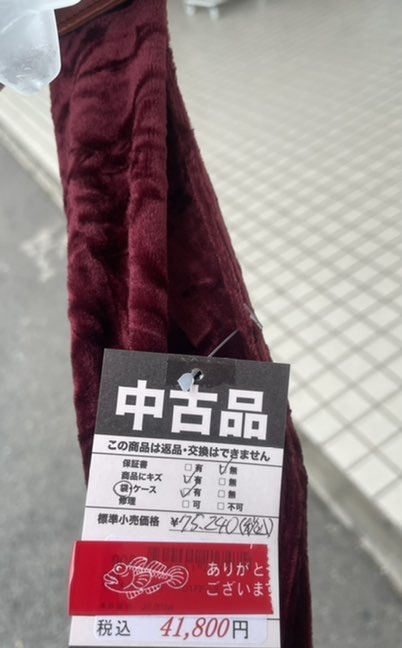 中古品
この商品は返品・交換はできません
保証書 □有 ☑無
商品にキズ ☑有 □無
袋・ケース ☑有 □無
修理 □可 □不可
標準小売価格 ¥75,240(税込)
ありがと
ございます
税込 41,800円